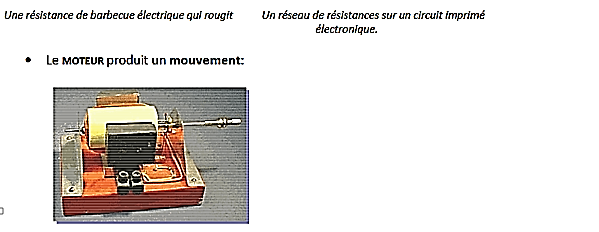 Une résistance de barbecue électrique qui rougit
Un réseau de résistances sur un circuit imprimé
électronique.
• Le MOTEUR produit un mouvement: